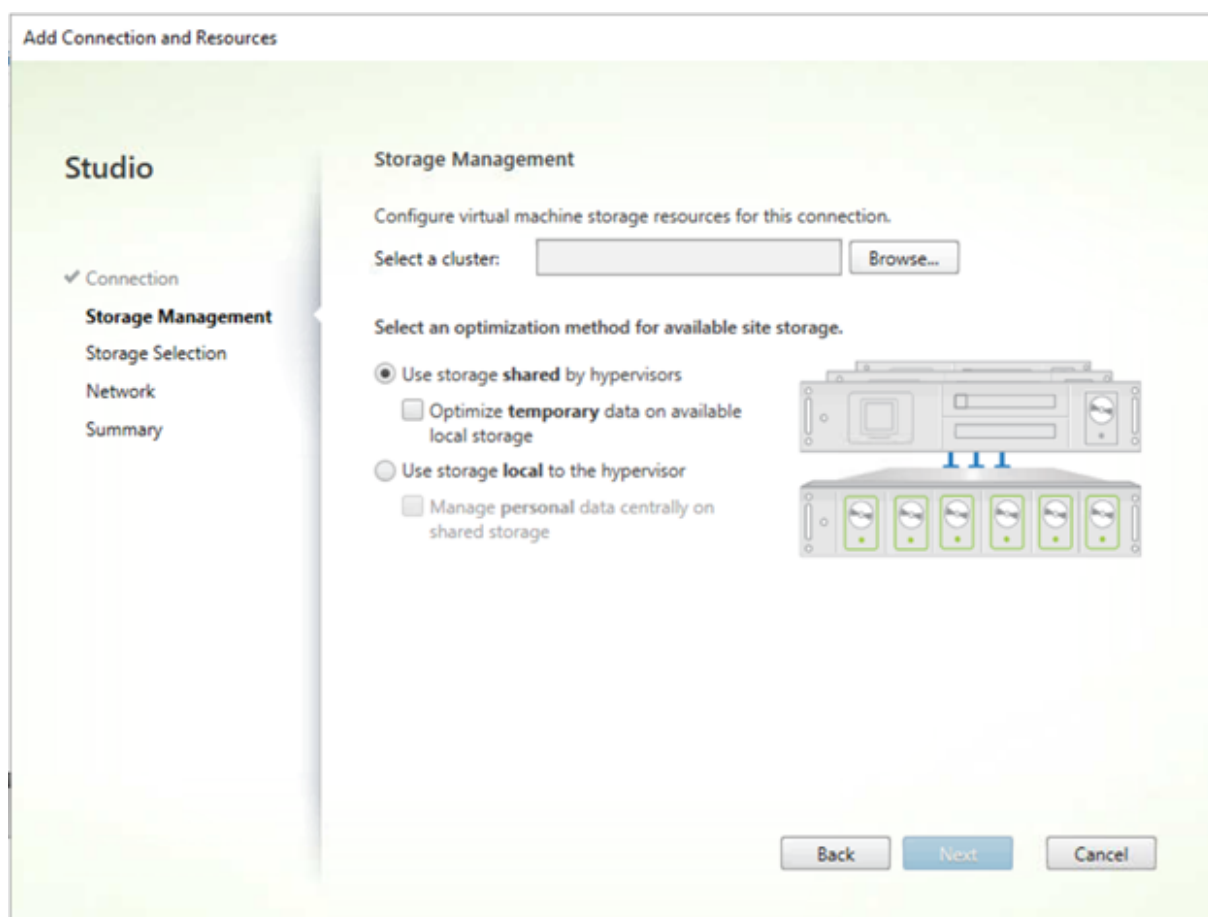 Add Connection and Resources
Studio
Connection
Storage Management
Storage Selection
Network
Summary
Storage Management
Configure virtual machine storage resources for this connection.
Select a cluster:
Browse...
Select an optimization method for available site storage.
Use storage shared by hypervisors
Optimize temporary data on available
local storage
Use storage local to the hypervisor
Manage personal data centrally on
shared storage
Back
Next
Cancel